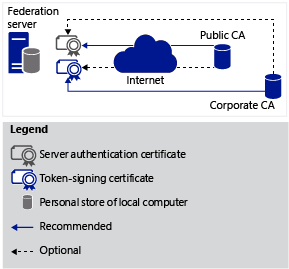 Federation
server
Public CA
Internet
Corporate CA
Legend
Server authentication certificate
Token-signing certificate
Personal store of local computer
Recommended
Optional